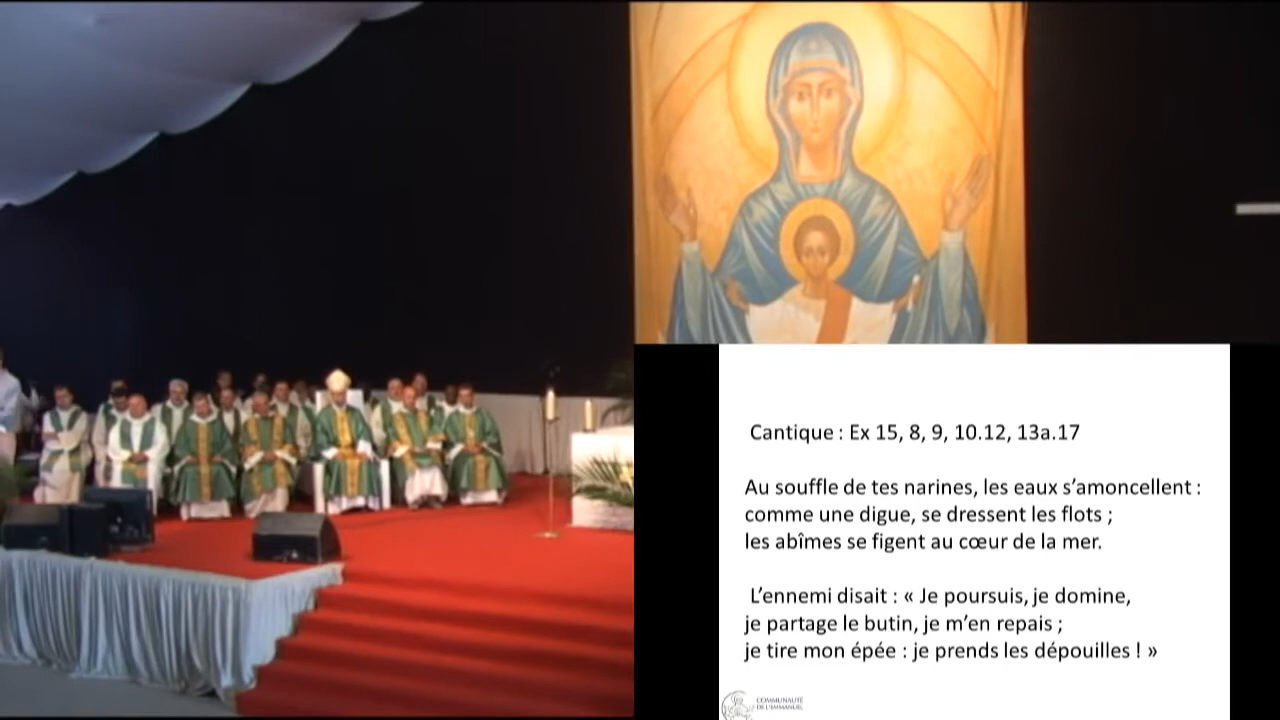 Cantique : Ex 15, 8, 9, 10.12, 13a.17
Au souffle de tes narines, les eaux s’amoncellent :
comme une digue, se dressent les flots ;
les abîmes se figent au cœur de la mer.
L’ennemi disait : « Je poursuis, je domine,
je partage le butin, je m’en repais ;
je tire mon épée : je prends les dépouilles ! »
COMMUNAUTÉ
DE L'EMMANUEL